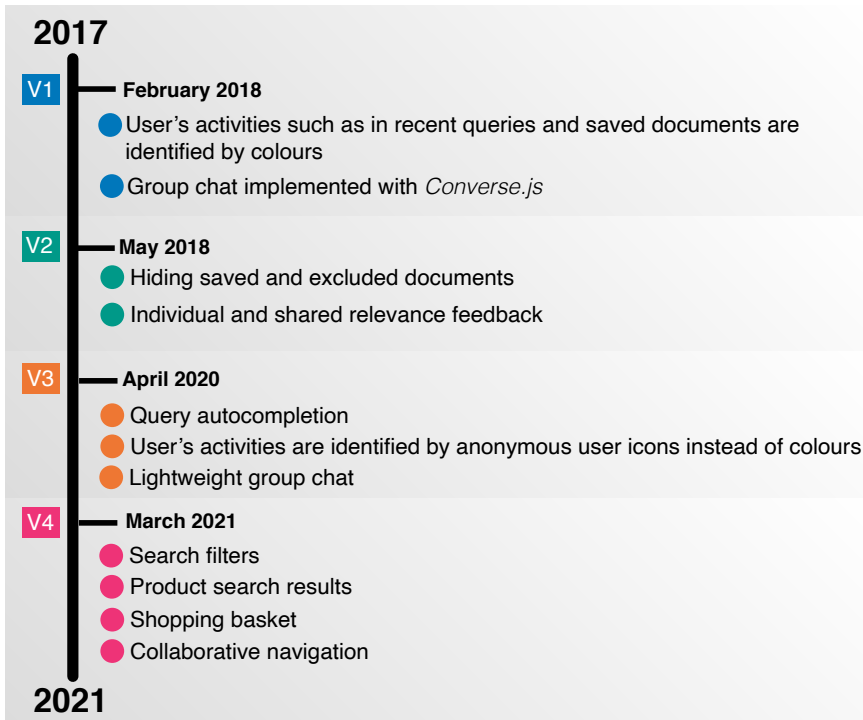 2017
V1
February 2018
User's activities such as in recent queries and saved documents are
identified by colours
Group chat implemented with Converse.js
V2
May 2018
Hiding saved and excluded documents
Individual and shared relevance feedback
V3
April 2020
Query autocompletion
User's activities are identified by anonymous user icons instead of colours
Lightweight group chat
V4
March 2021
Search filters
Product search results
Shopping basket
Collaborative navigation
2021